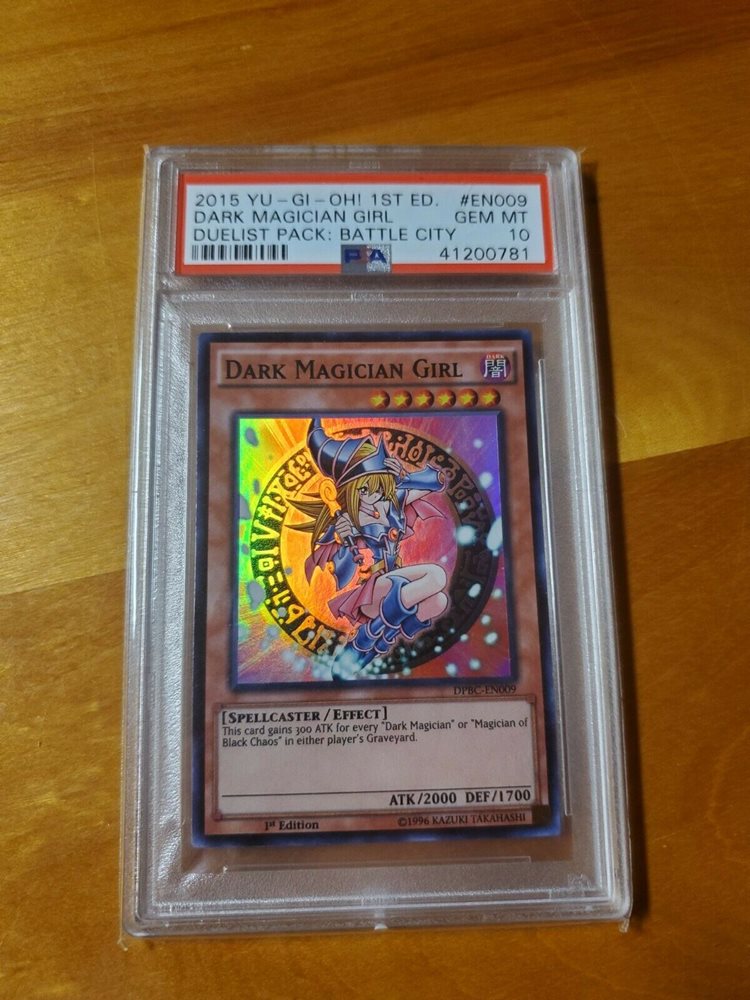 2015 YU-GI-OH! 1ST ED. #EN009
DARK MAGICIAN GIRL GEM MT
DUELIST PACK: BATTLE CITY 10
PSA 41200781
DARK MAGICIAN GIRL
DARK
闇
DPBC-EN009
[SPELLCASTER/EFFECT]
This card gains 300 ATK for every "Dark Magician" or "Magician of
Black Chaos" in either player's Graveyard.
ATK/2000 DEF/1700
1st Edition ©1996 KAZUKI TAKAHASHI